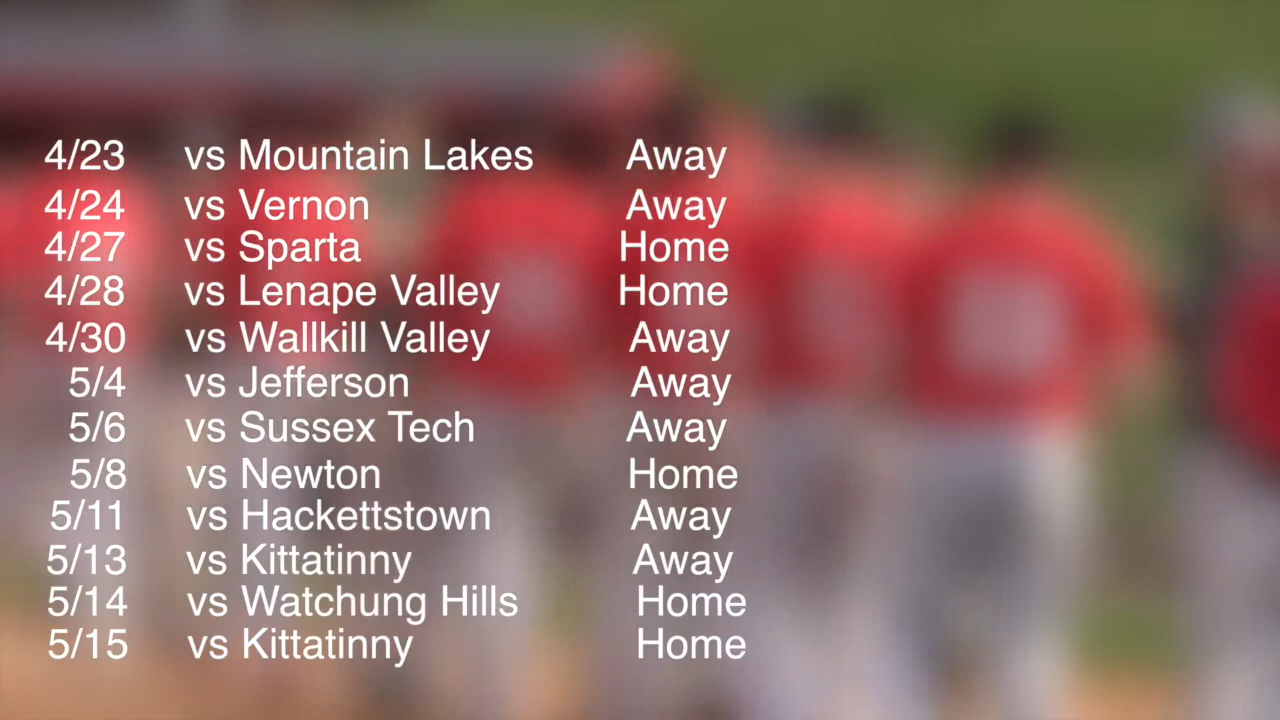 4/23 vs Mountain Lakes Away
4/24 vs Vernon Away
4/27 vs Sparta Home
4/28 vs Lenape Valley Home
4/30 vs Wallkill Valley Away
5/4 vs Jefferson Away
5/6 vs Sussex Tech Away
5/8 vs Newton Home
5/11 vs Hackettstown Away
5/13 vs Kittatinny Away
5/14 vs Watchung Hills Home
5/15 vs Kittatinny Home